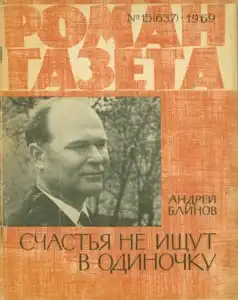 РОМАН
№15(637)·1969
ГАЗЕТА
АНДРЕЙ
БЛИНОВ
СЧАСТЬЯ НЕ ИЩУТ
В ОДИНОЧКУ